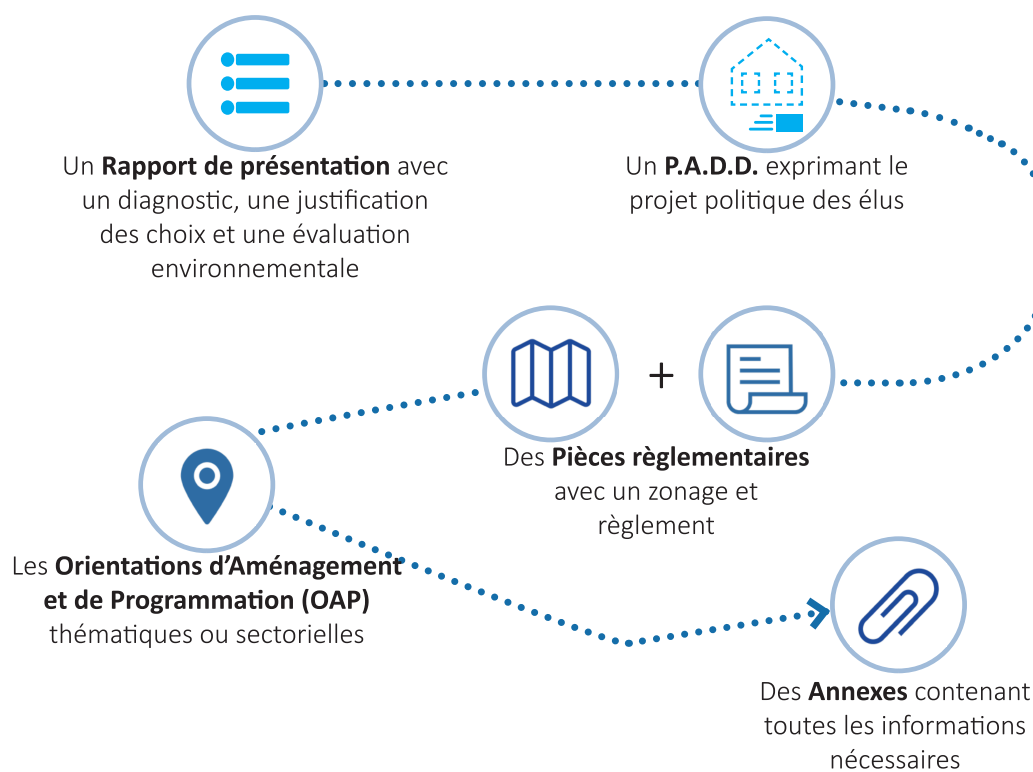 Un Rapport de présentation avec
un diagnostic, une justification
des choix et une évaluation
environnementale
Un P.A.D.D. exprimant le
projet politique des élus
+
Des Pièces règlementaires
avec un zonage et
règlement
Les Orientations d'Aménagement
et de Programmation (OAP)
thématiques ou sectorielles
Des Annexes contenant
toutes les informations
nécessaires